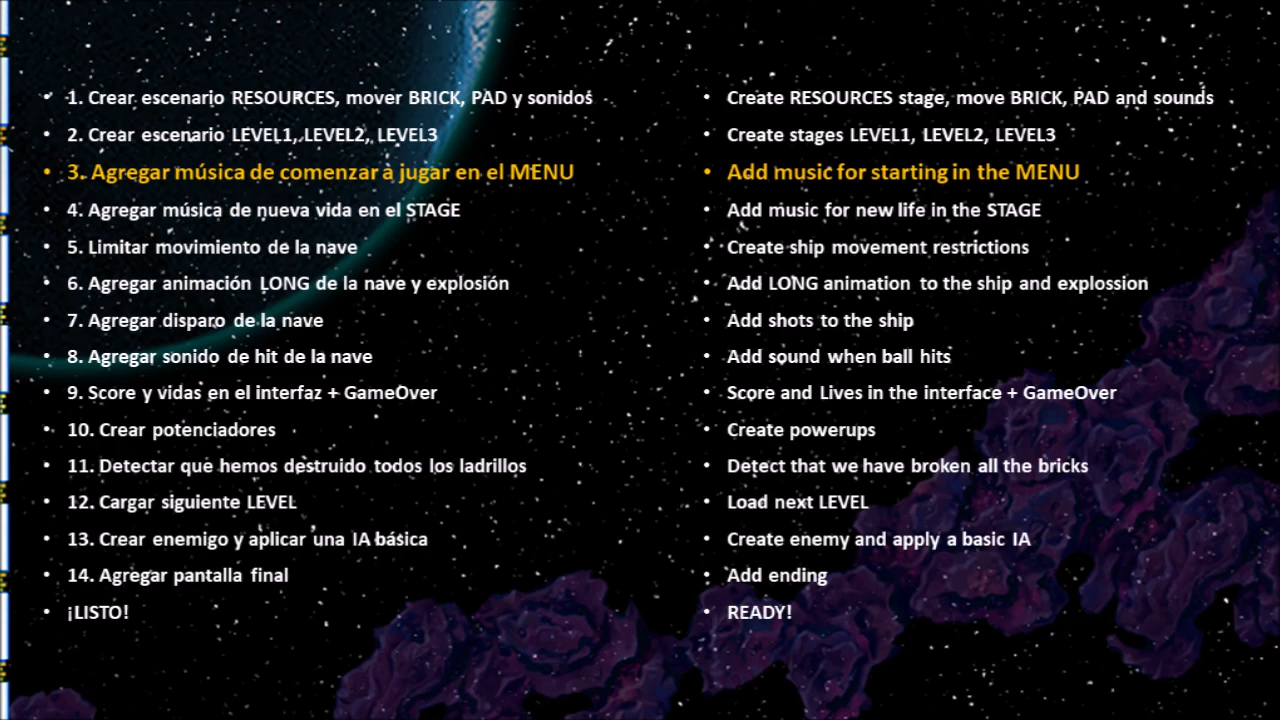 • 1. Crear escenario RESOURCES, mover BRICK, PAD y sonidos
• 2. Crear escenario LEVEL1, LEVEL2, LEVEL3
• 3. Agregar música de comenzar a jugar en el MENU
• 4. Agregar música de nueva vida en el STAGE
• 5. Limitar movimiento de la nave
• 6. Agregar animación LONG de la nave y explosión
• 7. Agregar disparo de la nave
• 8. Agregar sonido de hit de la nave
• 9. Score y vidas en el interfaz + GameOver
• 10. Crear potenciadores
• 11. Detectar que hemos destruido todos los ladrillos
• 12. Cargar siguiente LEVEL
• 13. Crear enemigo y aplicar una IA básica
• 14. Agregar pantalla final
• ¡LISTO!
• Create RESOURCES stage, move BRICK, PAD and sounds
• Create stages LEVEL1, LEVEL2, LEVEL3
• Add music for starting in the MENU
• Add music for new life in the STAGE
• Create ship movement restrictions
• Add LONG animation to the ship and explossion
• Add shots to the ship
• Add sound when ball hits
• Score and Lives in the interface + GameOver
• Create powerups
• Detect that we have broken all the bricks
• Load next LEVEL
• Create enemy and apply a basic IA
• Add ending
• READY!